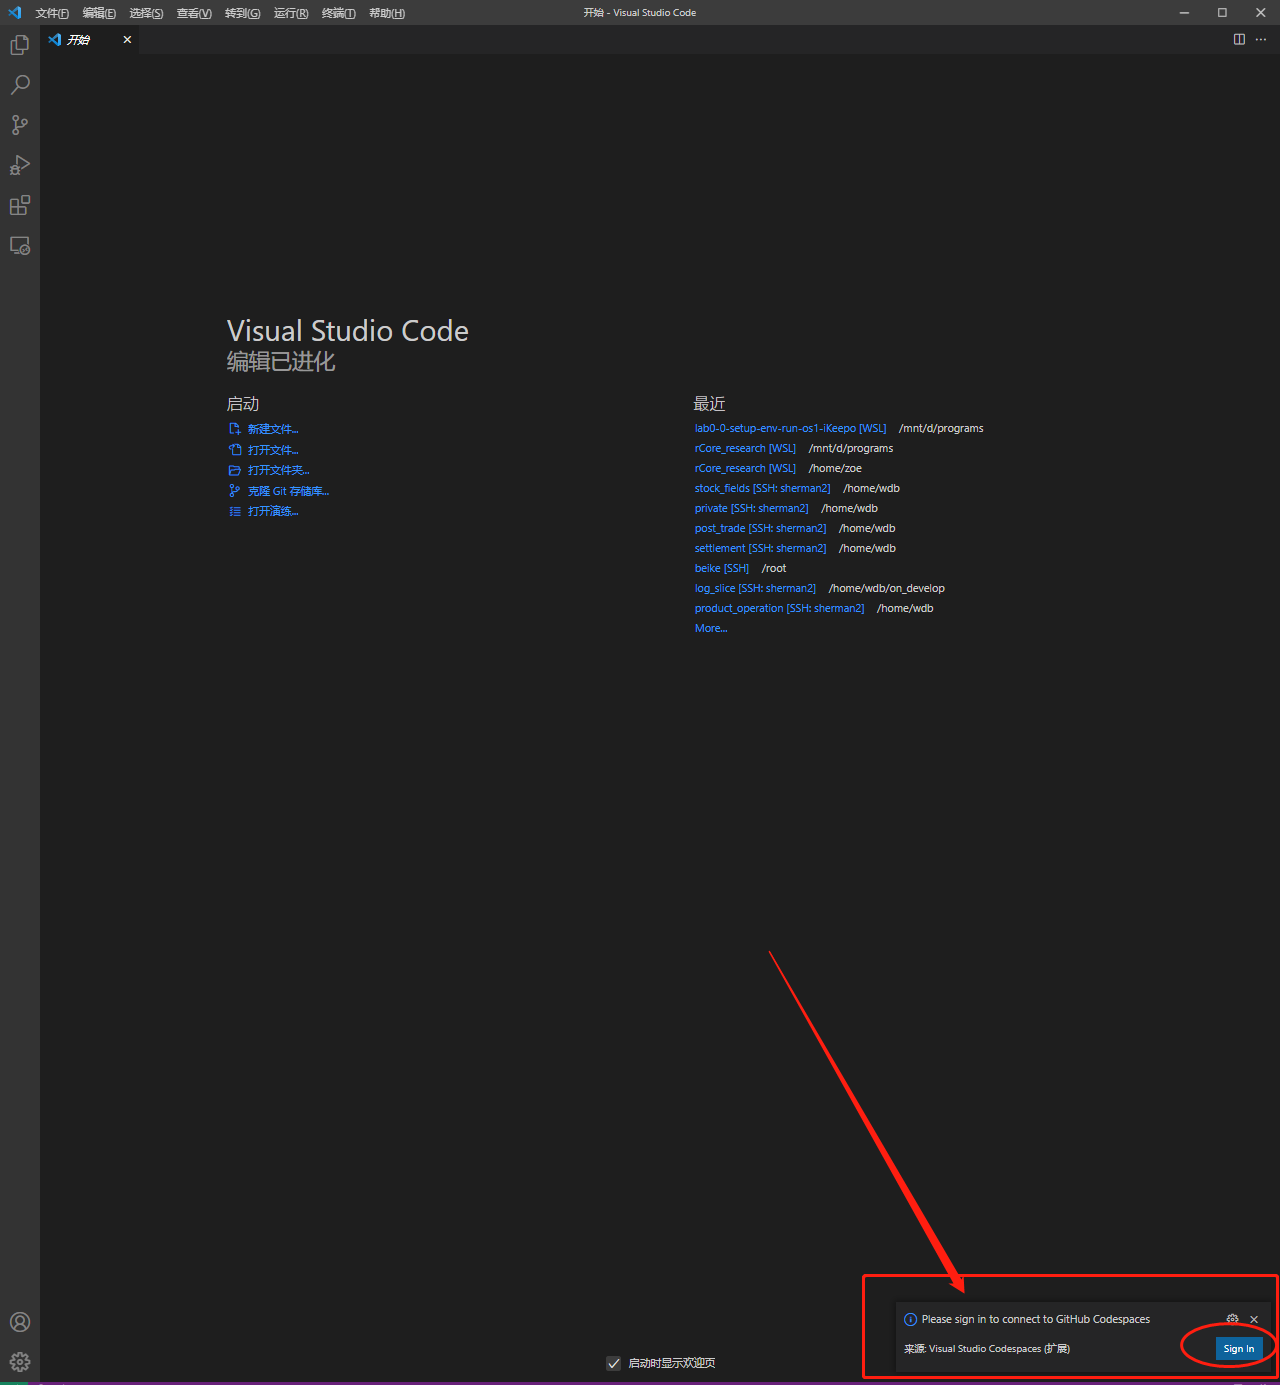 文件(F) 编辑(E) 选择(S) 查看(V) 转到(G) 运行(R) 终端(T) 帮助(H) 开始 - Visual Studio Code
开始
Visual Studio Code
编辑已进化
启动
新建文件...
打开文件...
打开文件夹...
克隆 Git 存储库...
打开演练...
最近
lab0-0-setup-env-run-os1-iKeepo [WSL] /mnt/d/programs
rCore_research [WSL] /mnt/d/programs
rCore_research [WSL] /home/zoe
stock_fields [SSH: sherman2] /home/wdb
private [SSH: sherman2] /home/wdb
post_trade [SSH: sherman2] /home/wdb
settlement [SSH: sherman2] /home/wdb
beike [SSH] /root
log_slice [SSH: sherman2] /home/wdb/on_develop
product_operation [SSH: sherman2] /home/wdb
More...
Please sign in to connect to GitHub Codespaces
来源: Visual Studio Codespaces (扩展)
Sign In
启动时显示欢迎页